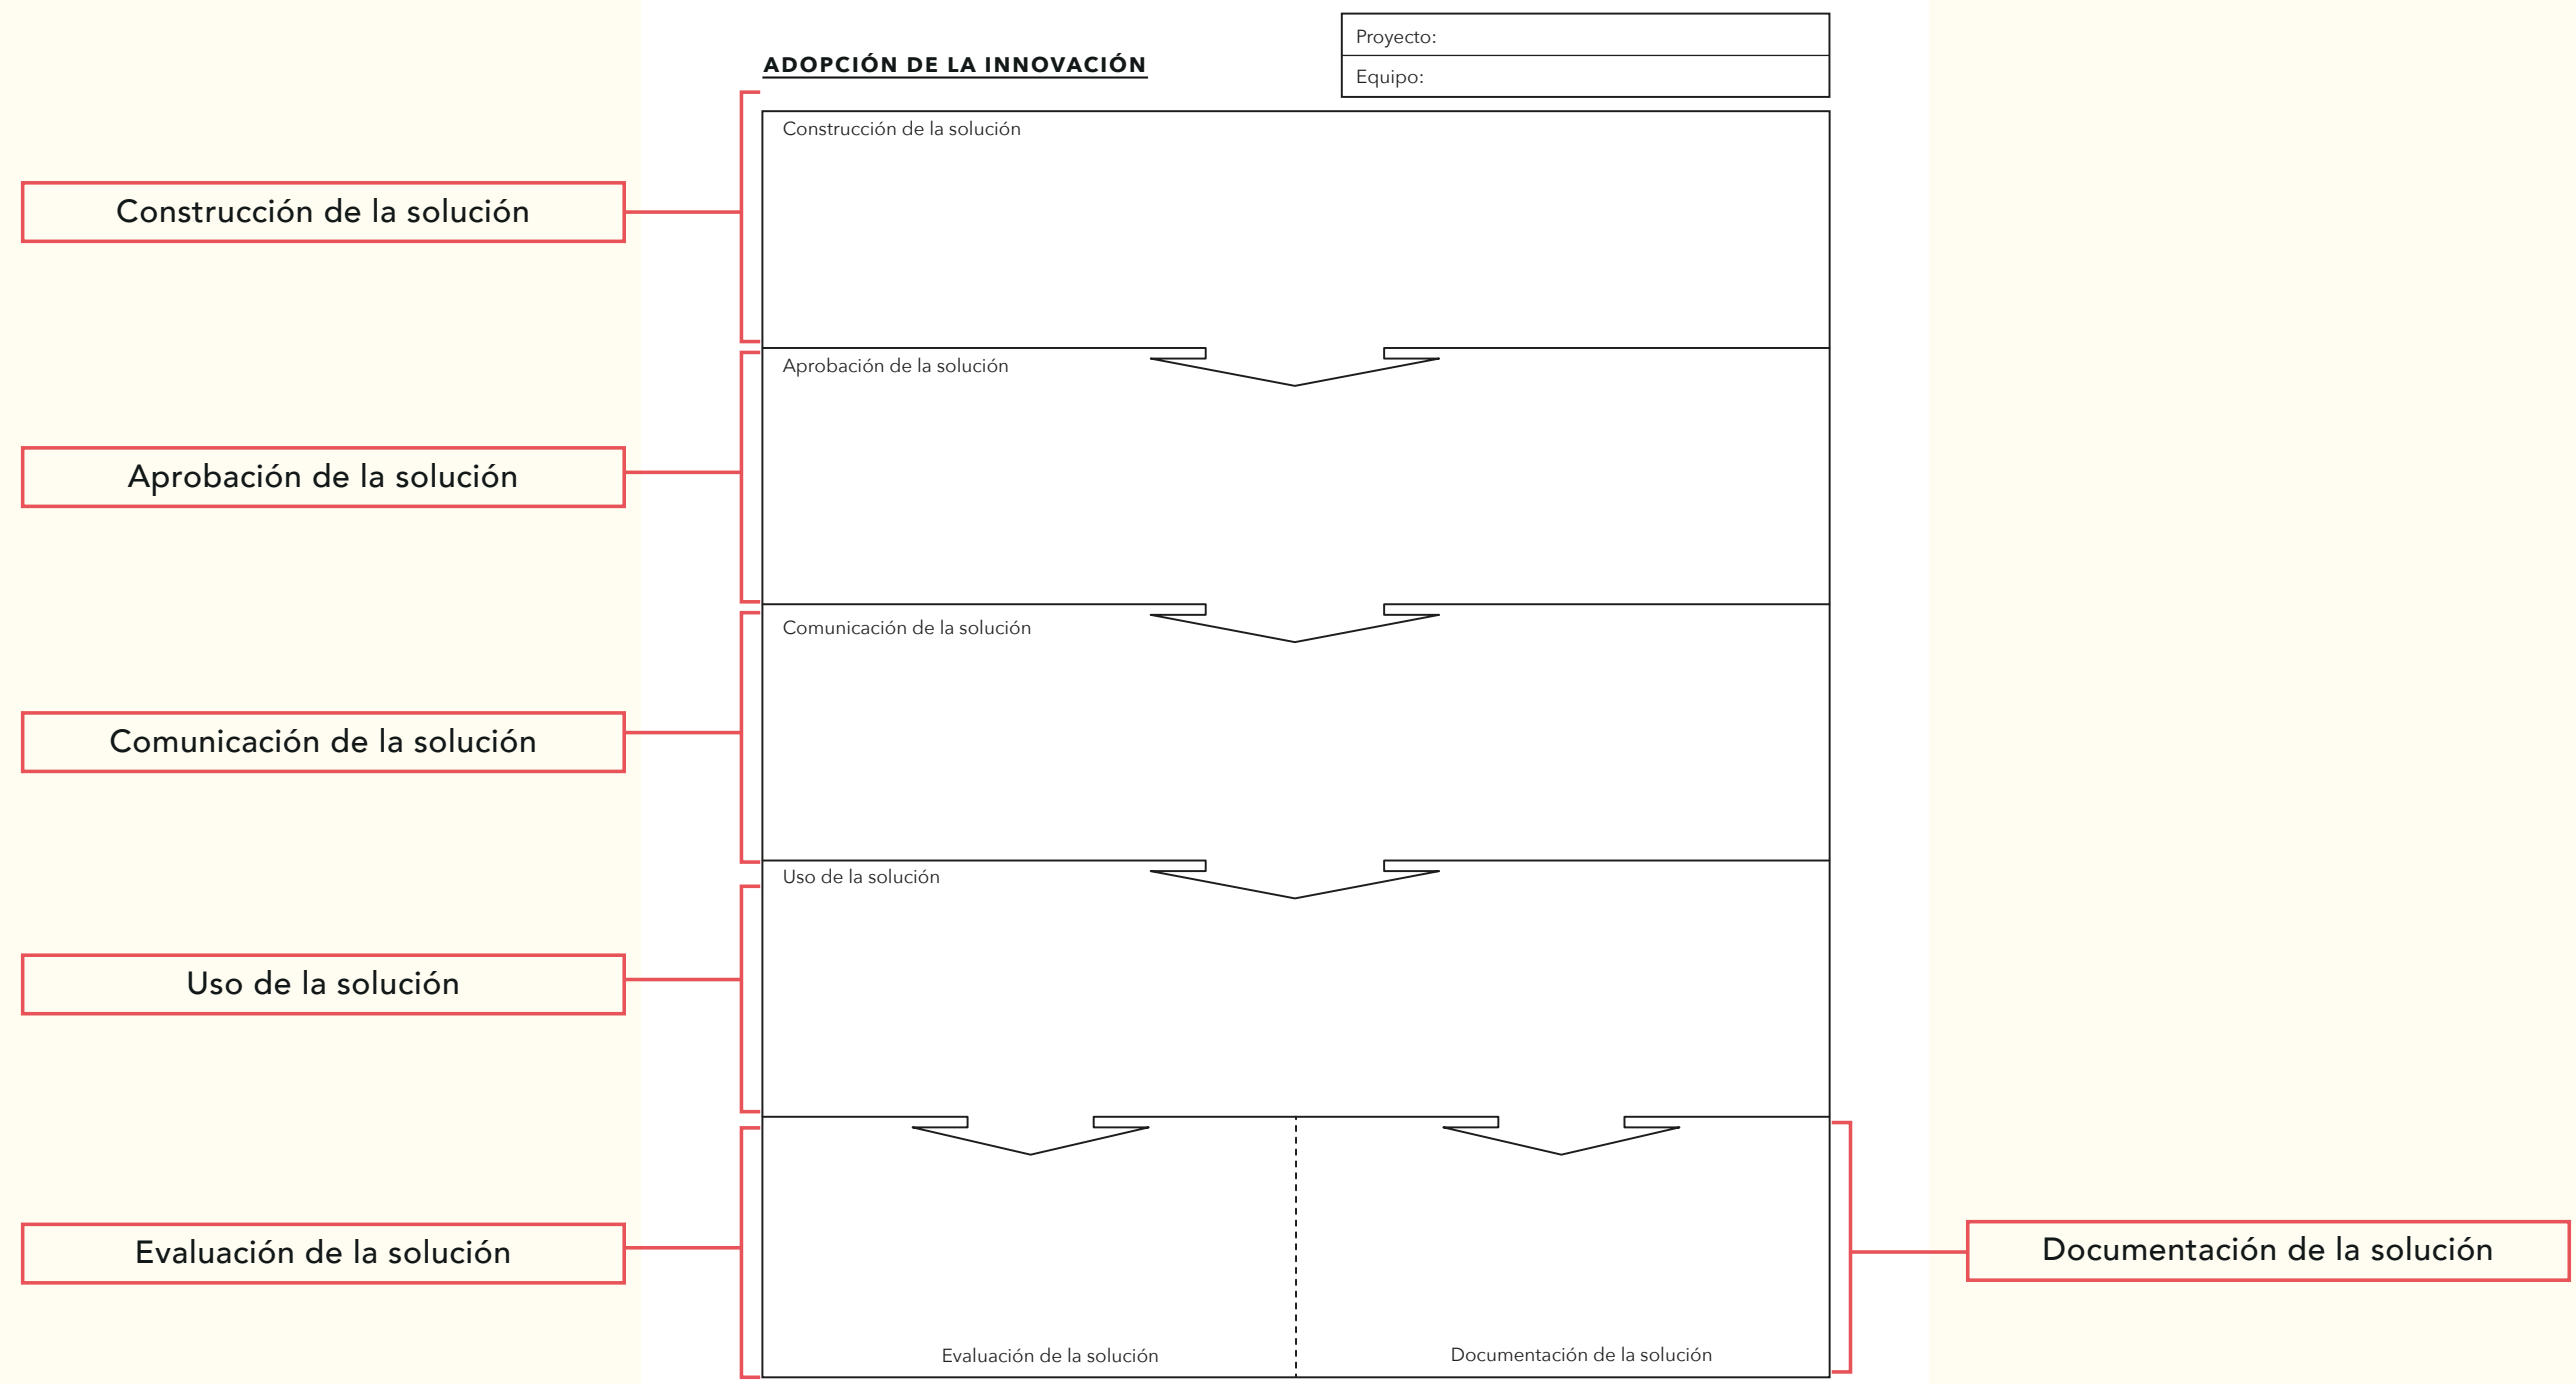 Proyecto:
ADOPCIÓN DE LA INNOVACIÓN
Equipo:
Construcción de la solución
Construcción de la solución
Aprobación de la solución
Aprobación de la solución
Comunicación de la solución
Comunicación de la solución
Uso de la solución
Uso de la solución
Evaluación de la solución
Documentación de la solución
Evaluación de la solución
Documentación de la solución